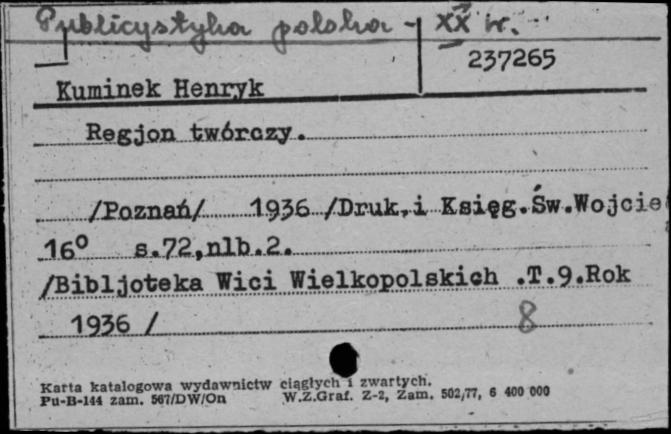 Publicystyka polska - XX w.
237265
Kuminek Henryk
Regjon twórczy.
/Poznań/ 1936 /Druk.i Księg.Św.Wojcie
16° s.72,nlb.2.
/Bibljoteka Wici Wielkopolskich .T.9.Rok
1936 /
8
Karta katalogowa wydawnictw ciągłych i zwartych.
Pu-B-144 zam. 567/DW/On W.Z.Graf. Z-2, Zam. 502/77, 6 400 000